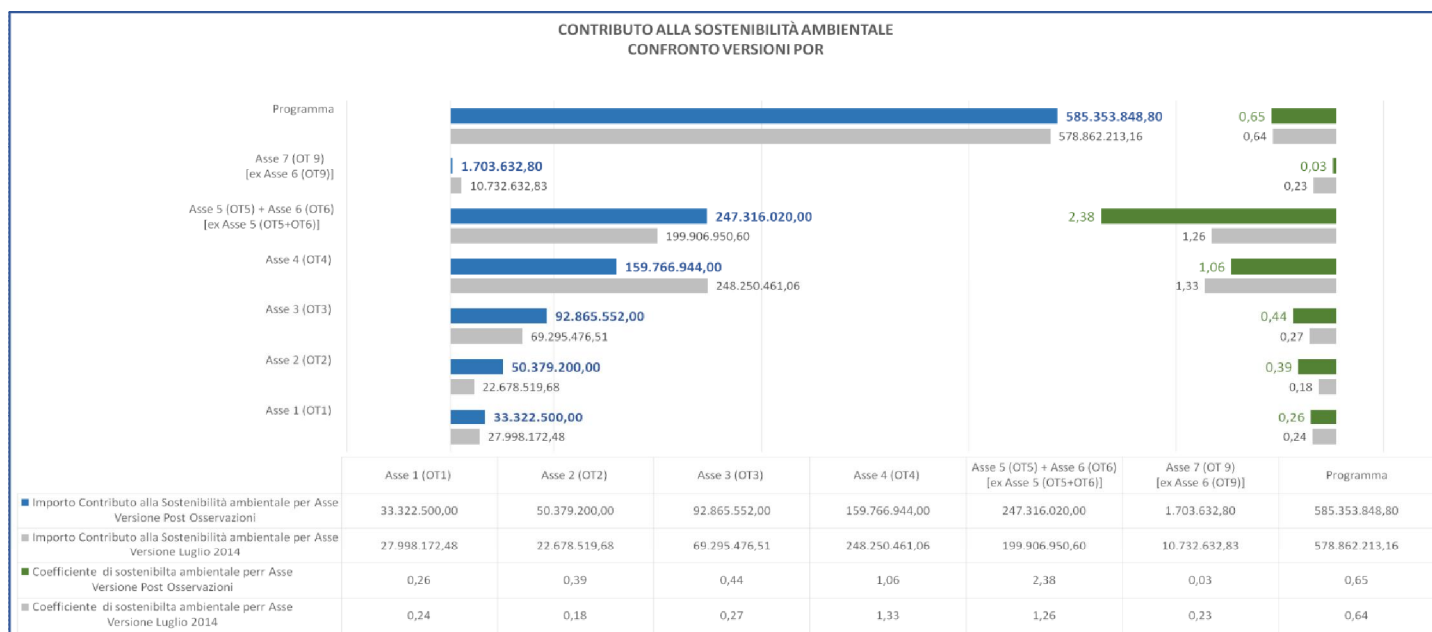 CONTRIBUTO ALLA SOSTENIBILITÀ AMBIENTALE
CONFRONTO VERSIONI POR
Programma
585.353.848,80
0,65
578.862.213,16
0,64
Asse 7 (OT 9)
[ex Asse 6 (OT9)]
1.703.632,80
0,03
10.732.632,83
0,23
Asse 5 (OT5) + Asse 6 (OT6)
[ex Asse 5 (OT5+OT6)]
247.316.020,00
2,38
199.906.950,60
1,26
Asse 4 (OT4)
159.766.944,00
1,06
248.250.461,06
1,33
Asse 3 (OT3)
92.865.552,00
0,44
69.295.476,51
0,27
Asse 2 (OT2)
50.379.200,00
0,39
22.678.519,68
0,18
Asse 1 (OT1)
33.322.500,00
0,26
27.998.172,48
0,24
Asse 1 (OT1) Asse 2 (OT2) Asse 3 (OT3) Asse 4 (OT4) Asse 5 (OT5) + Asse 6 (OT6) Asse 7 (OT 9) Programma
[ex Asse 5 (OT5+OT6)] [ex Asse 6 (OT9)]
Importo Contributo alla Sostenibilità ambientale per Asse
Versione Post Osservazioni
33.322.500,00 50.379.200,00 92.865.552,00 159.766.944,00 247.316.020,00 1.703.632,80 585.353.848,80
Importo Contributo alla Sostenibilità ambientale per Asse
Versione Luglio 2014
27.998.172,48 22.678.519,68 69.295.476,51 248.250.461,06 199.906.950,60 10.732.632,83 578.862.213,16
Coefficiente di sostenibilta ambientale perr Asse
Versione Post Osservazioni
0,26 0,39 0,44 1,06 2,38 0,03 0,65
Coefficiente di sostenibilta ambientale perr Asse
Versione Luglio 2014
0,24 0,18 0,27 1,33 1,26 0,23 0,64